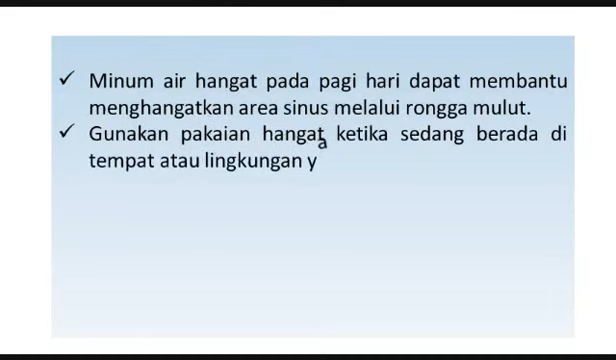 ✓ Minum air hangat pada pagi hari dapat membantu
menghangatkan area sinus melalui rongga mulut.
✓ Gunakan pakaian hangat ketika sedang berada di
tempat atau lingkungan y
a